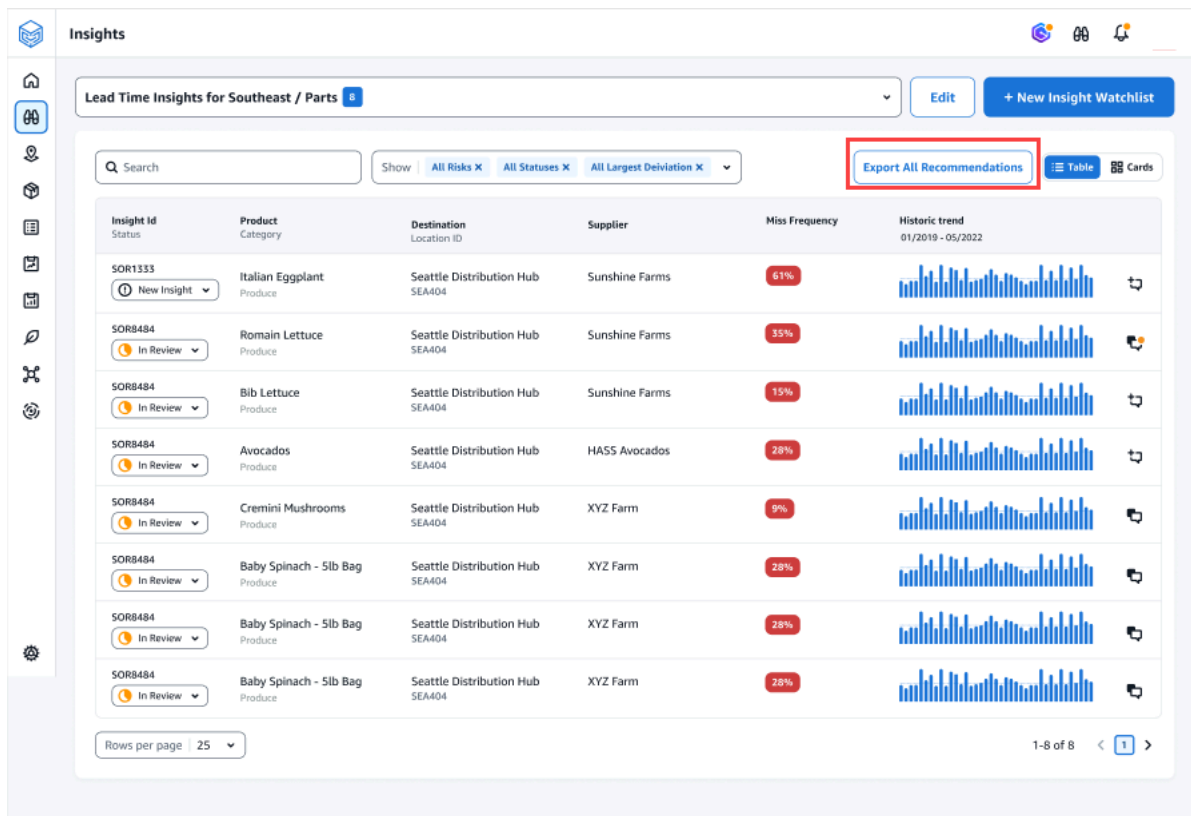 Insights
Lead Time Insights for Southeast / Parts 8
Edit
+ New Insight Watchlist
Search
Show All Risks × All Statuses × All Largest Deiviation ×
Export All Recommendations
Table
Cards
Insight Id Product Destination Supplier Miss Frequency Historic trend
Status Category Location ID 01/2019 - 05/2022
SOR1333 Italian Eggplant Seattle Distribution Hub Sunshine Farms 61%
New Insight Produce SEA404
SOR8484 Romain Lettuce Seattle Distribution Hub Sunshine Farms 35%
In Review Produce SEA404
SOR8484 Bib Lettuce Seattle Distribution Hub Sunshine Farms 15%
In Review Produce SEA404
SOR8484 Avocados Seattle Distribution Hub HASS Avocados 28%
In Review Produce SEA404
SOR8484 Cremini Mushrooms Seattle Distribution Hub XYZ Farm 9%
In Review Produce SEA404
SOR8484 Baby Spinach - 5lb Bag Seattle Distribution Hub XYZ Farm 28%
In Review Produce SEA404
SOR8484 Baby Spinach - 5lb Bag Seattle Distribution Hub XYZ Farm 28%
In Review Produce SEA404
SOR8484 Baby Spinach - 5lb Bag Seattle Distribution Hub XYZ Farm 28%
In Review Produce SEA404
Rows per page 25
1-8 of 8 < 1 >